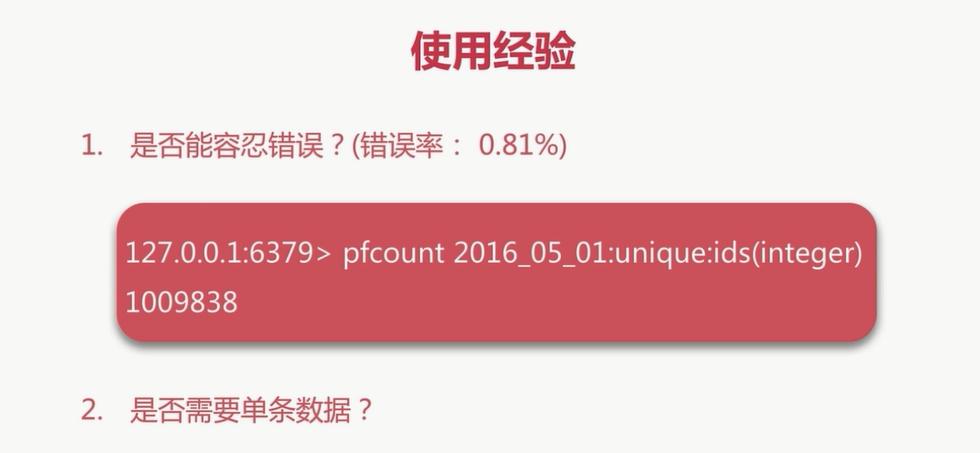 使用经验
1. 是否能容忍错误？(错误率： 0.81%)
127.0.0.1:6379> pfcount 2016_05_01:unique:ids(integer)
1009838
2. 是否需要单条数据？